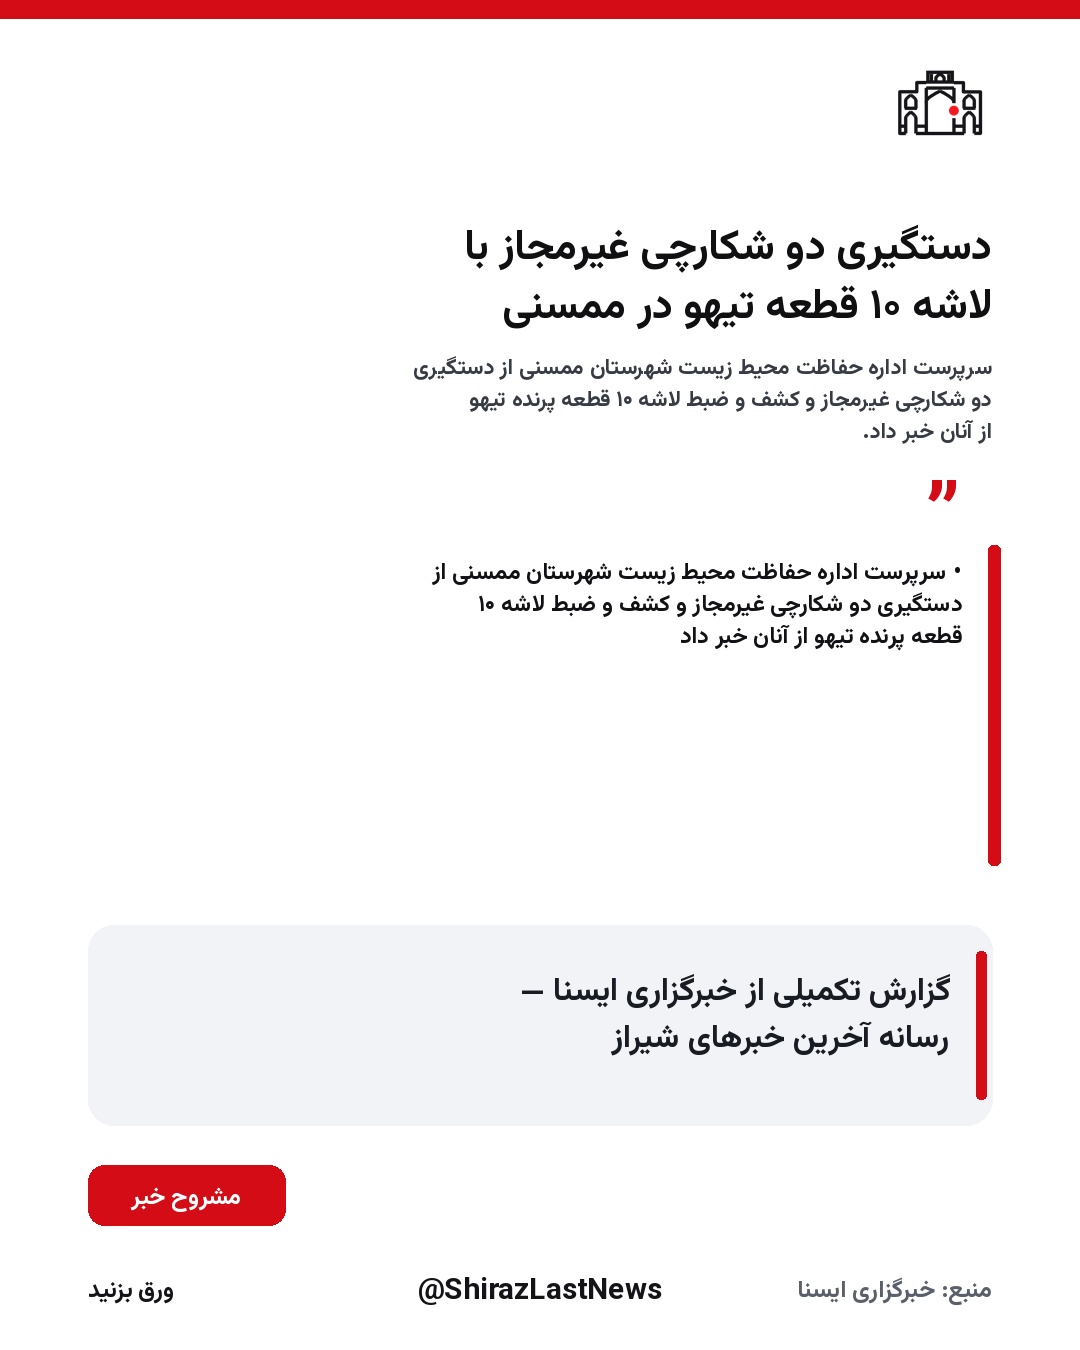 دستگیری دو شکارچی غیرمجاز با
لاشه ۱۰ قطعه تیهو در ممسنی
سرپرست اداره حفاظت محیط زیست شهرستان ممسنی از دستگیری
دو شکارچی غیرمجاز و کشف و ضبط لاشه ۱۰ قطعه پرنده تیهو
از آنان خبر داد.
”
• سرپرست اداره حفاظت محیط زیست شهرستان ممسنی از
دستگیری دو شکارچی غیرمجاز و کشف و ضبط لاشه ۱۰
قطعه پرنده تیهو از آنان خبر داد
گزارش تکمیلی از خبرگزاری ایسنا —
رسانه آخرین خبرهای شیراز
مشروح خبر
منبع: خبرگزاری ایسنا
@ShirazLastNews
ورق بزنید